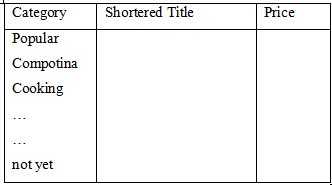 Category Shortered Title Price
Popular
Compotina
Cooking
…
…
not yet